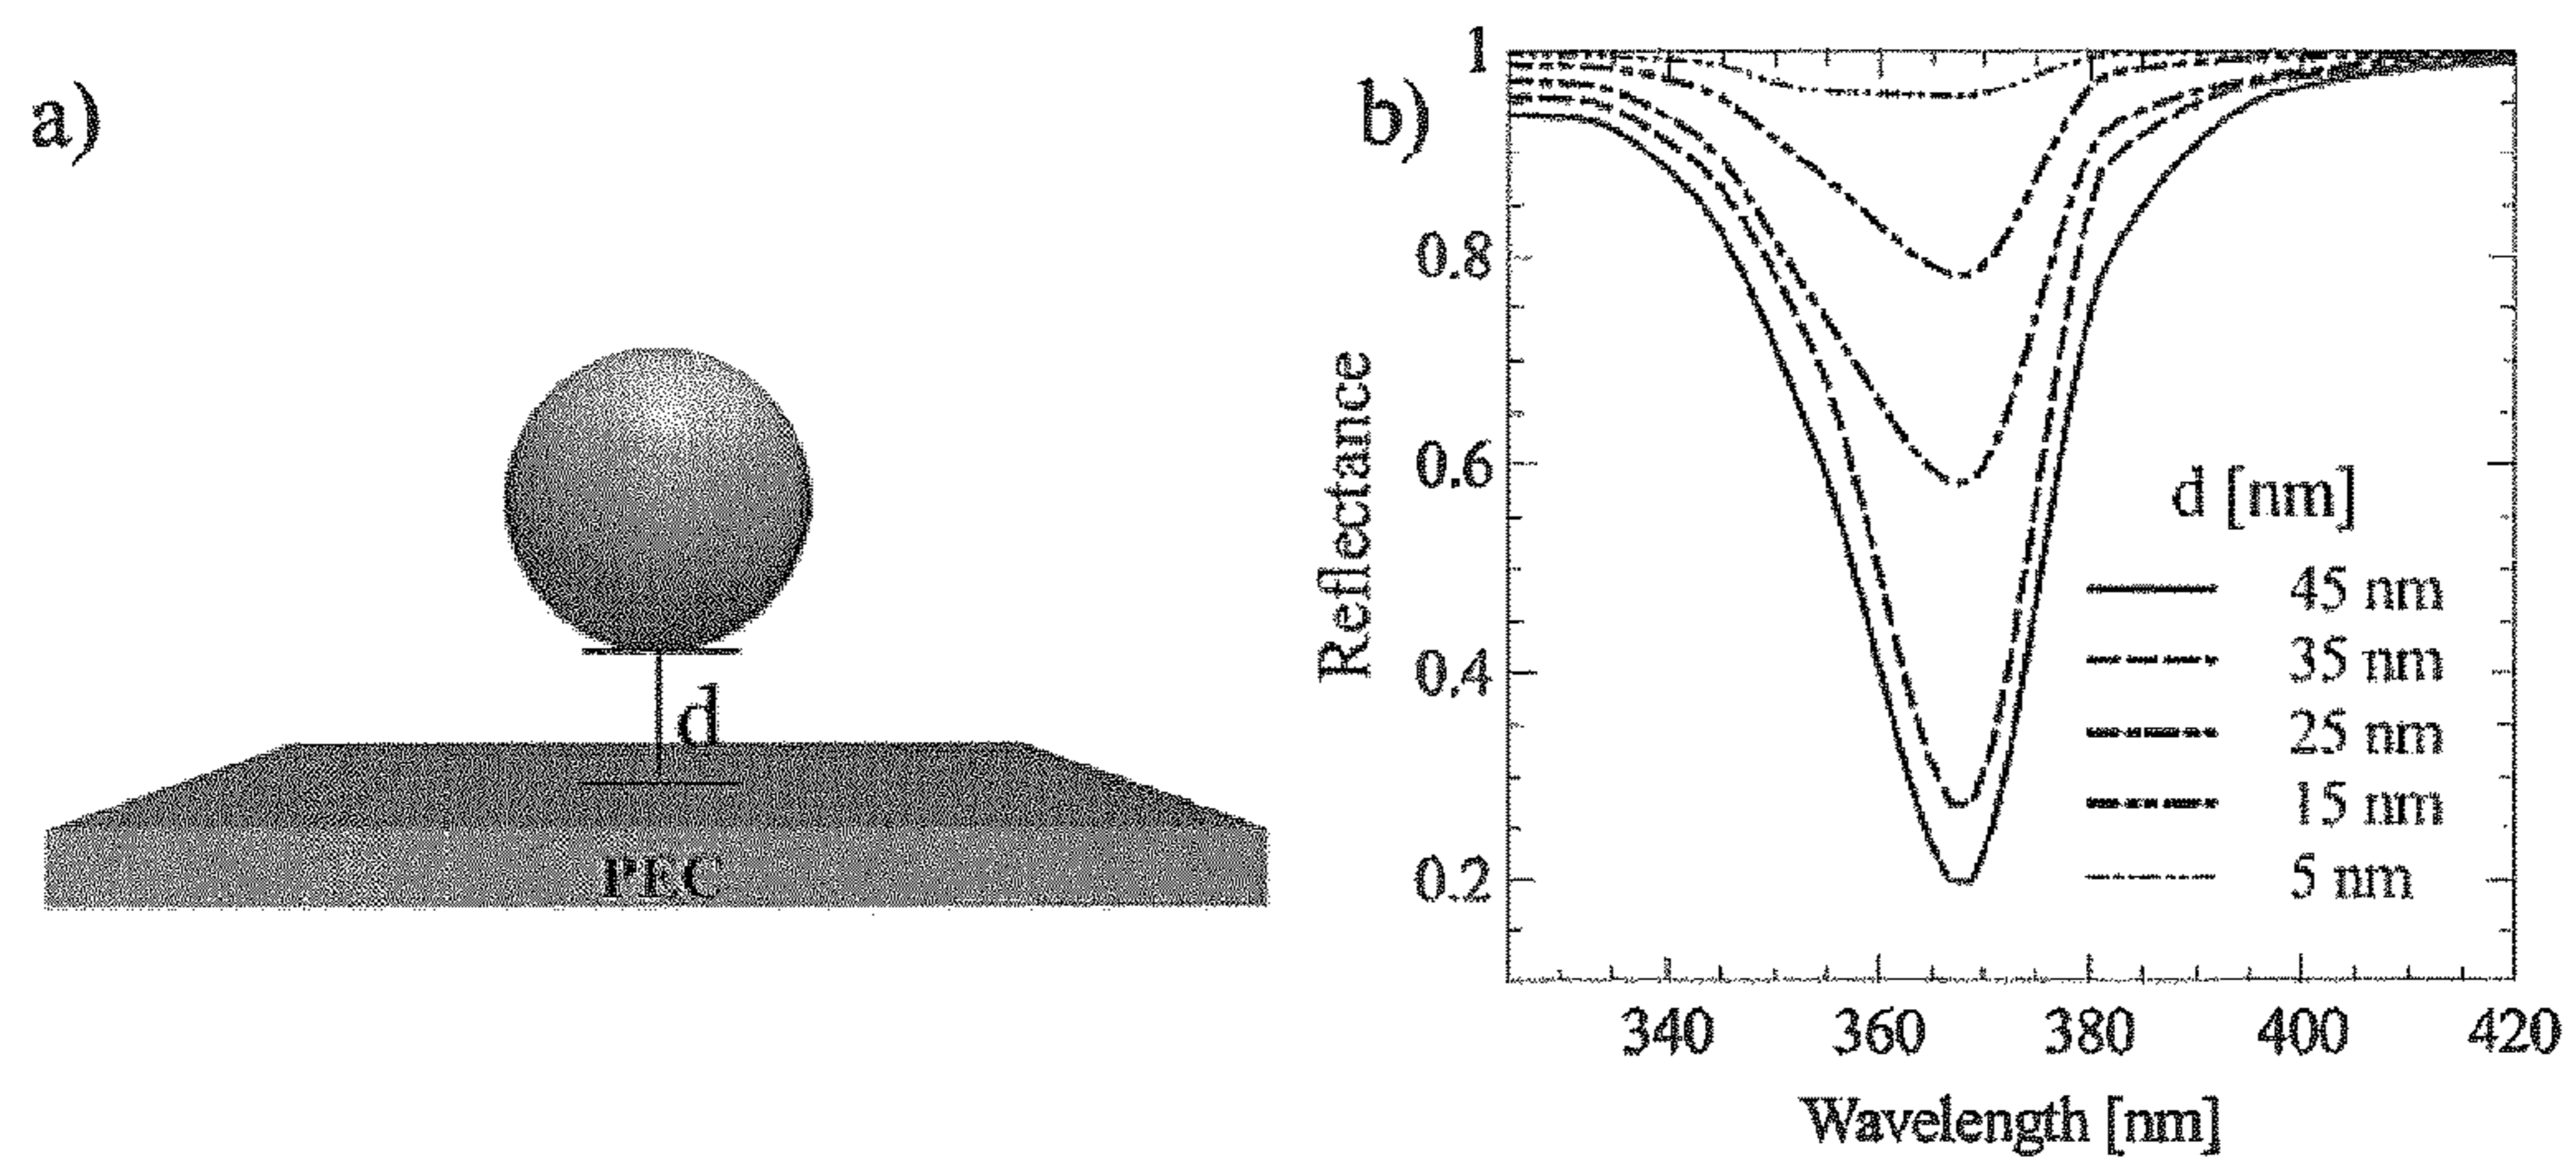 a)
d
PEC
b)
1
0.8
0.6
0.4
0.2
Reflectance
d [nm]
45 nm
35 nm
25 nm
15 nm
5 nm
340 360 380 400 420
Wavelength [nm]